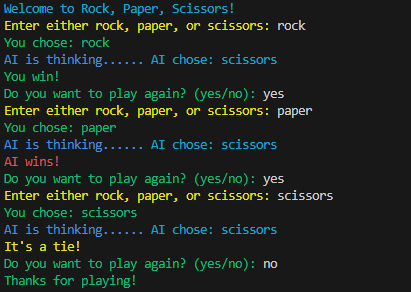 Welcome to Rock, Paper, Scissors!
Enter either rock, paper, or scissors: rock
You chose: rock
AI is thinking...... AI chose: scissors
You win!
Do you want to play again? (yes/no): yes
Enter either rock, paper, or scissors: paper
You chose: paper
AI is thinking...... AI chose: scissors
AI wins!
Do you want to play again? (yes/no): yes
Enter either rock, paper, or scissors: scissors
You chose: scissors
AI is thinking...... AI chose: scissors
It's a tie!
Do you want to play again? (yes/no): no
Thanks for playing!